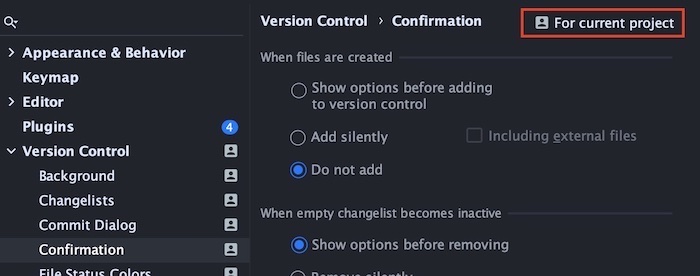 Version Control › Confirmation
For current project
Appearance & Behavior
Keymap
Editor
Plugins
4
Version Control
Background
Changelists
Commit Dialog
Confirmation
File Status Colors
When files are created
Show options before adding
to version control
Add silently
Including external files
Do not add
When empty changelist becomes inactive
Show options before removing
Remove silently